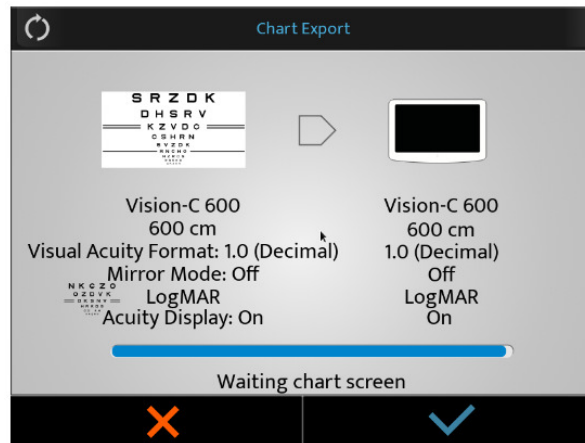 Chart Export
S R Z D K
D H S R V
K Z V D C
C S H R N
S V Z D K
Vision-C 600
600 cm
Visual Acuity Format: 1.0 (Decimal)
Mirror Mode: Off
LogMAR
Acuity Display: On
Vision-C 600
600 cm
1.0 (Decimal)
Off
LogMAR
On
N K C Z O
O Z D V K
Waiting chart screen